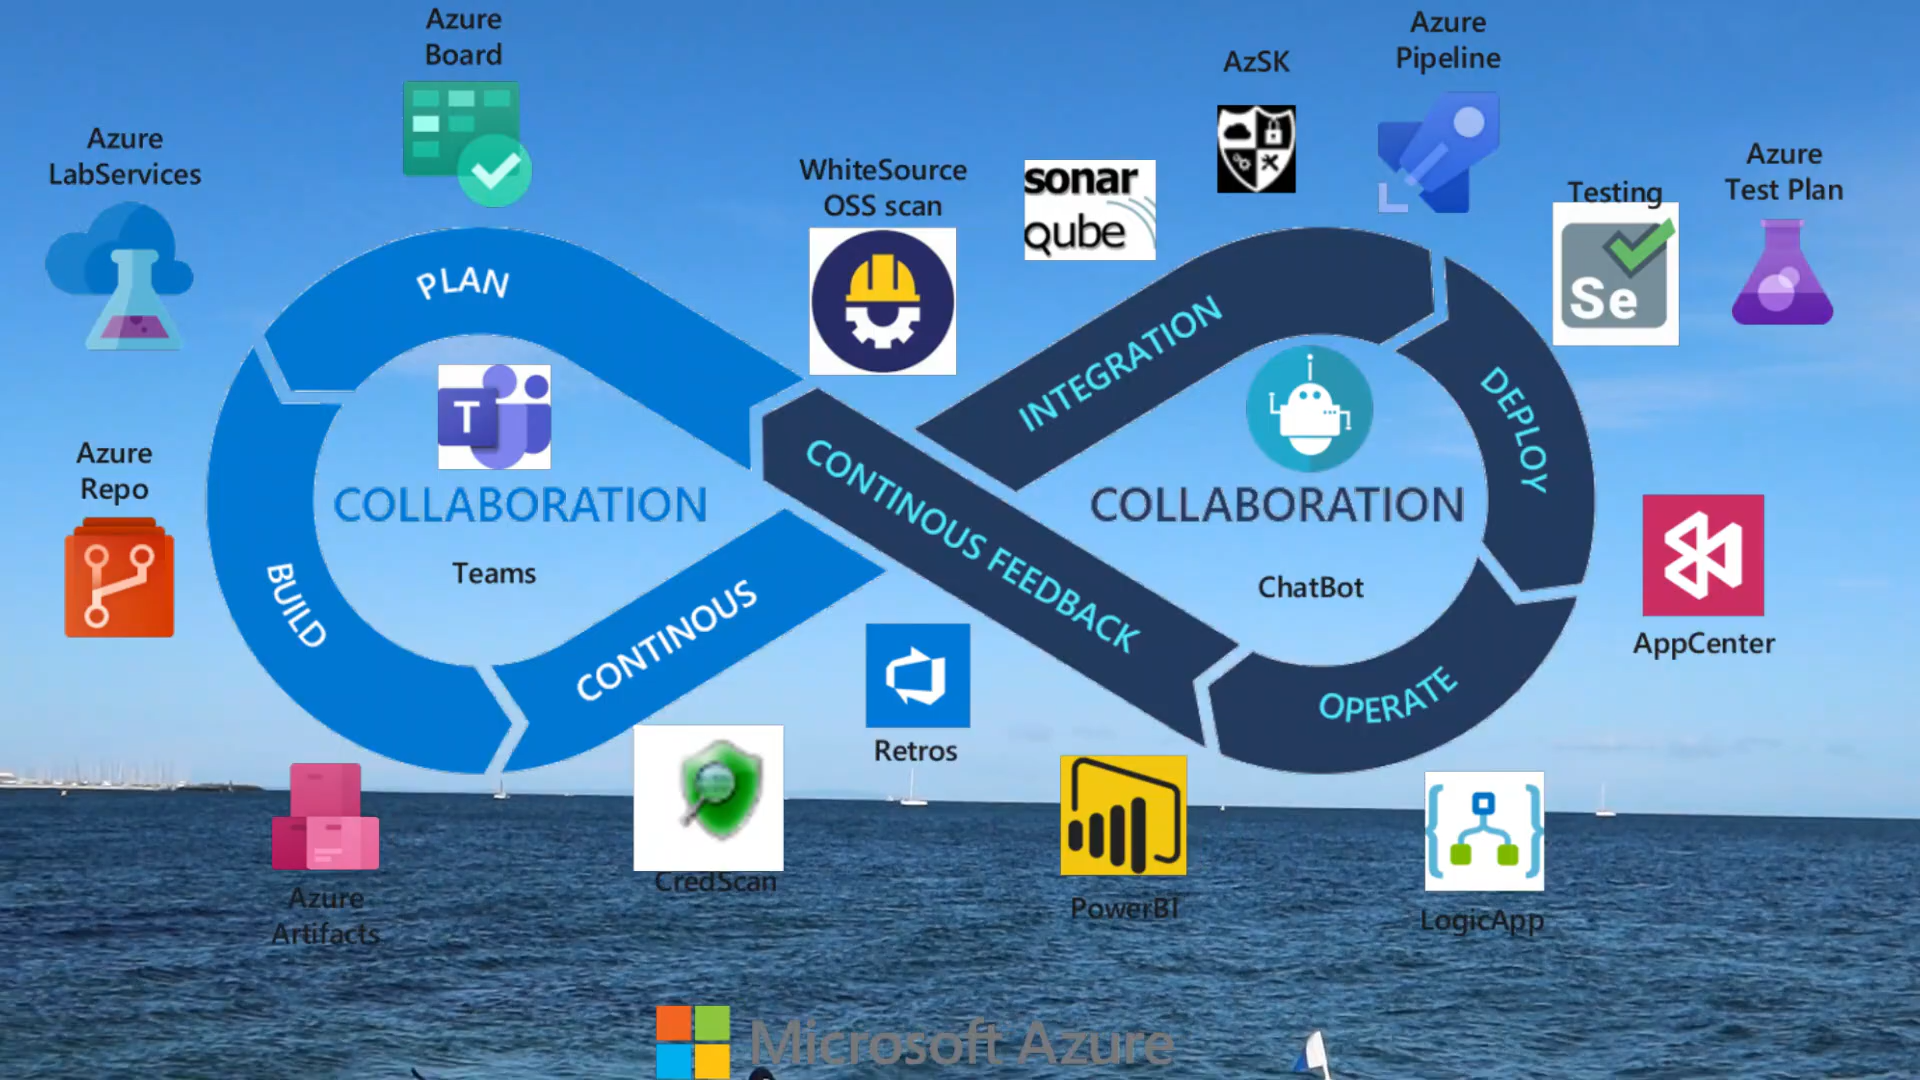 Azure
Board
Azure
Pipeline
AzSK
Azure
LabServices
WhiteSource
OSS scan
sonar
qube
Testing
Se
Azure
Test Plan
PLAN
INTEGRATION
DEPLOY
T
COLLABORATION
Teams
CONTINOUS FEEDBACK
COLLABORATION
ChatBot
Azure
Repo
BUILD
CONTINOUS
OPERATE
AppCenter
Retros
CredScan
PowerBI
LogicApp
Azure
Artifacts
Microsoft Azure